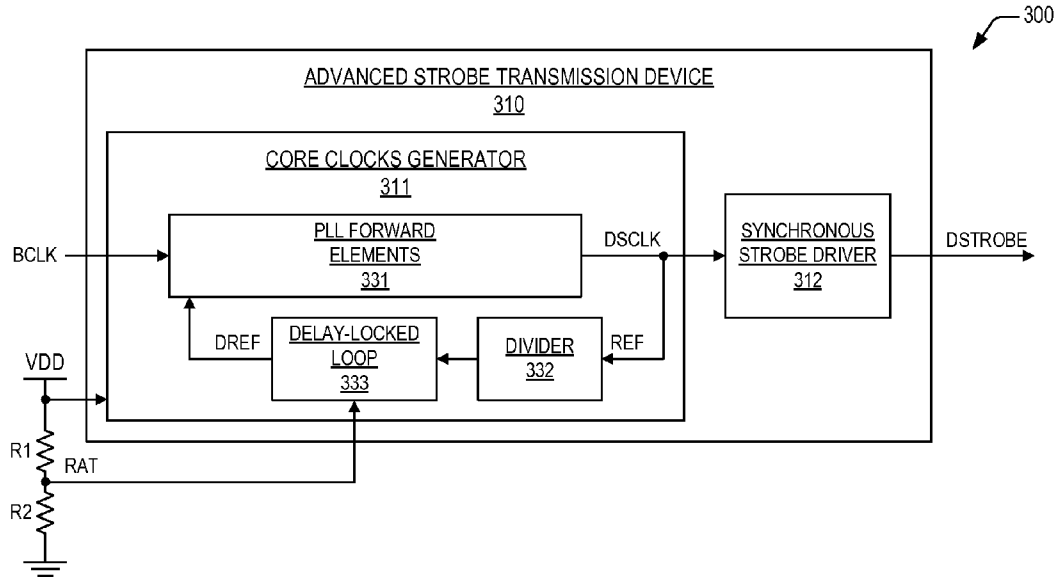 300
ADVANCED STROBE TRANSMISSION DEVICE
310
CORE CLOCKS GENERATOR
311
BCLK
PLL FORWARD
ELEMENTS
331
DSCLK
SYNCHRONOUS
STROBE DRIVER
312
DSTROBE
DREF
DELAY-LOCKED
LOOP
333
DIVIDER
332
REF
VDD
R1
RAT
R2